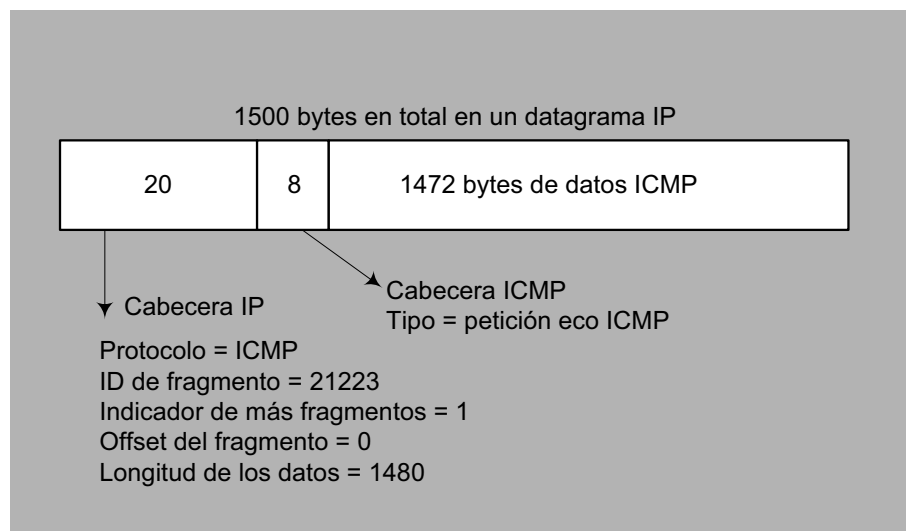 1500 bytes en total en un datagrama IP
20
8
1472 bytes de datos ICMP
Cabecera IP
Protocolo = ICMP
ID de fragmento = 21223
Indicador de más fragmentos = 1
Offset del fragmento = 0
Longitud de los datos = 1480
Cabecera ICMP
Tipo = petición eco ICMP